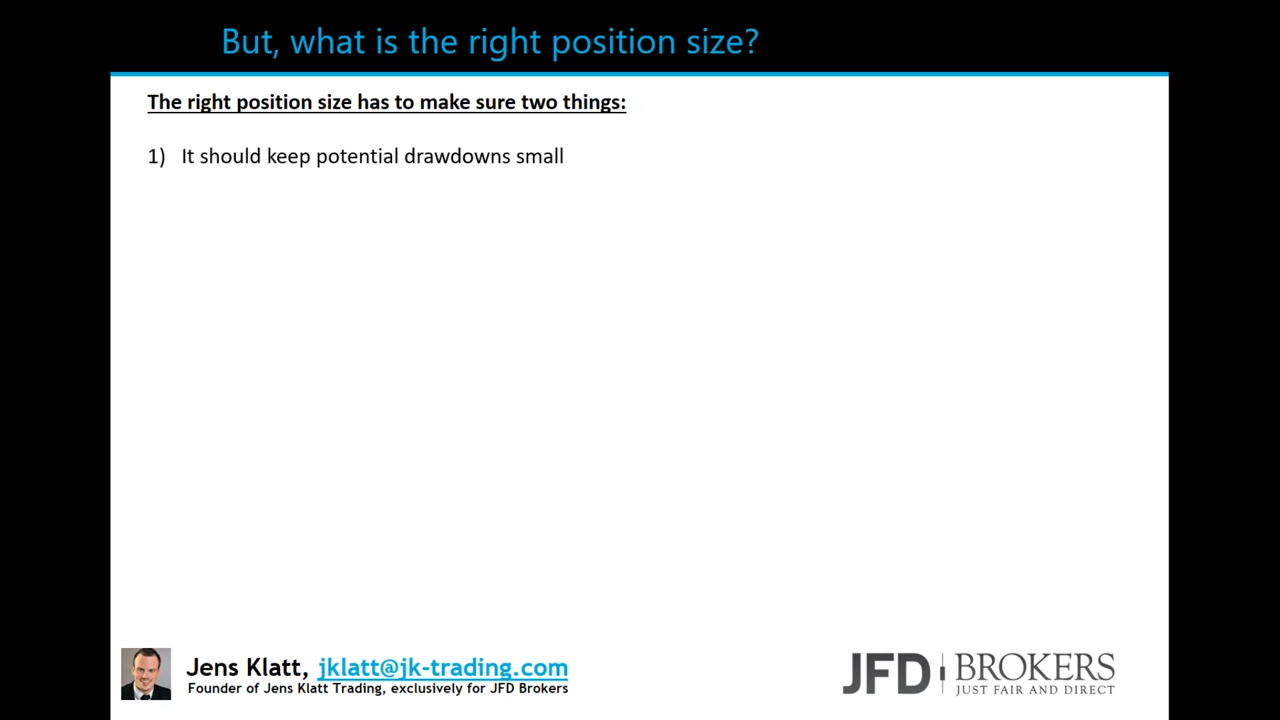 But, what is the right position size?
The right position size has to make sure two things:
1) It should keep potential drawdowns small
Jens Klatt, jklatt@jk-trading.com
Founder of Jens Klatt Trading, exclusively for JFD Brokers
JFD BROKERS
JUST FAIR AND DIRECT